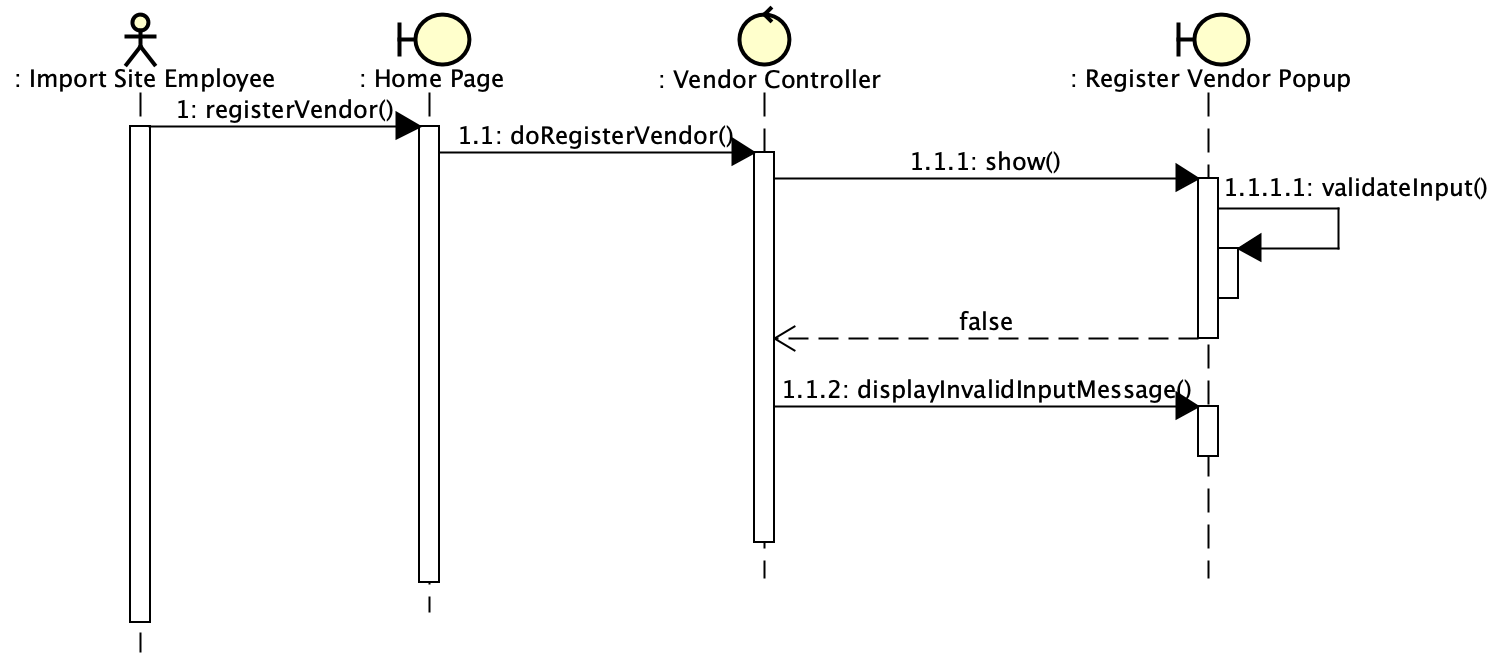 : Import Site Employee
: Home Page
: Vendor Controller
: Register Vendor Popup
1: registerVendor()
1.1: doRegisterVendor()
1.1.1: show()
1.1.1.1: validateInput()
false
1.1.2: displayInvalidInputMessage()